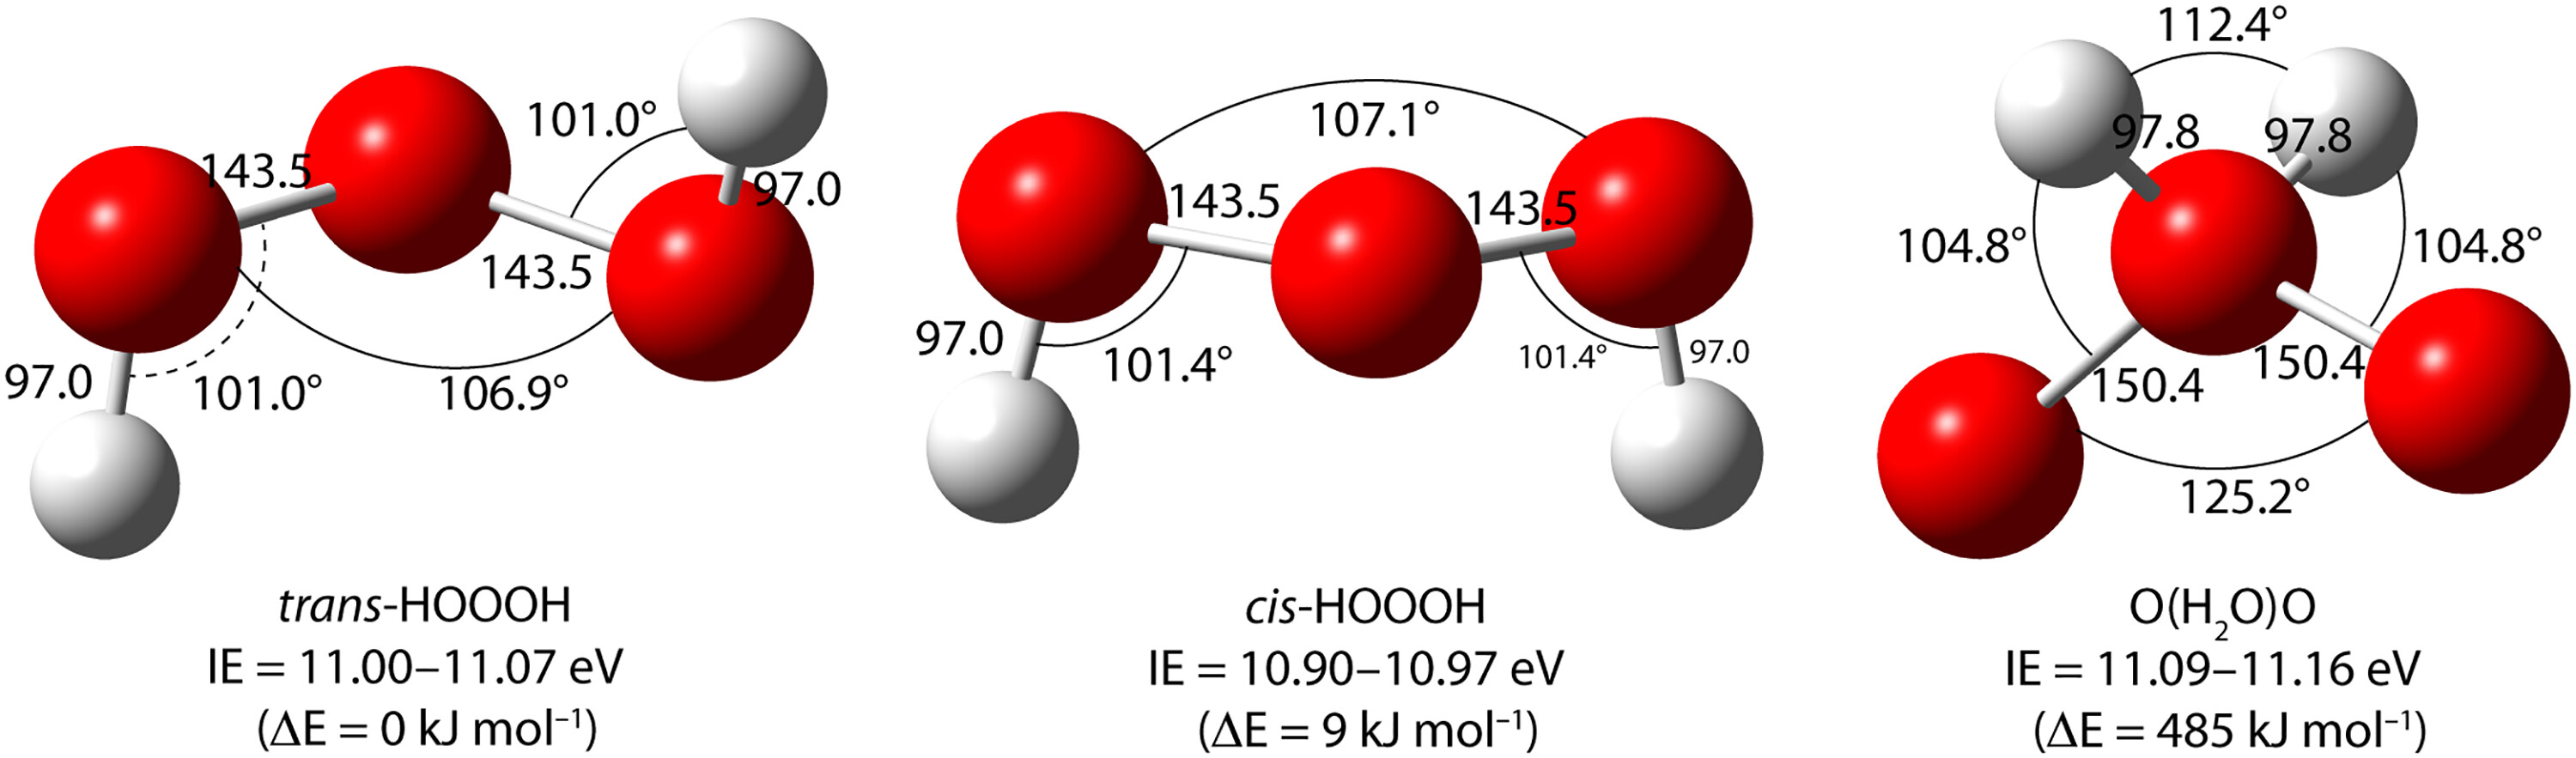 101.0°
143.5
97.0
143.5
97.0
101.0°
106.9°
trans-HOOOH
IE = 11.00–11.07 eV
(ΔE = 0 kJ mol⁻¹)
107.1°
143.5
143.5
97.0
101.4°
101.4°
97.0
cis-HOOOH
IE = 10.90–10.97 eV
(ΔE = 9 kJ mol⁻¹)
112.4°
97.8
97.8
104.8°
104.8°
150.4
150.4
125.2°
O(H₂O)O
IE = 11.09–11.16 eV
(ΔE = 485 kJ mol⁻¹)